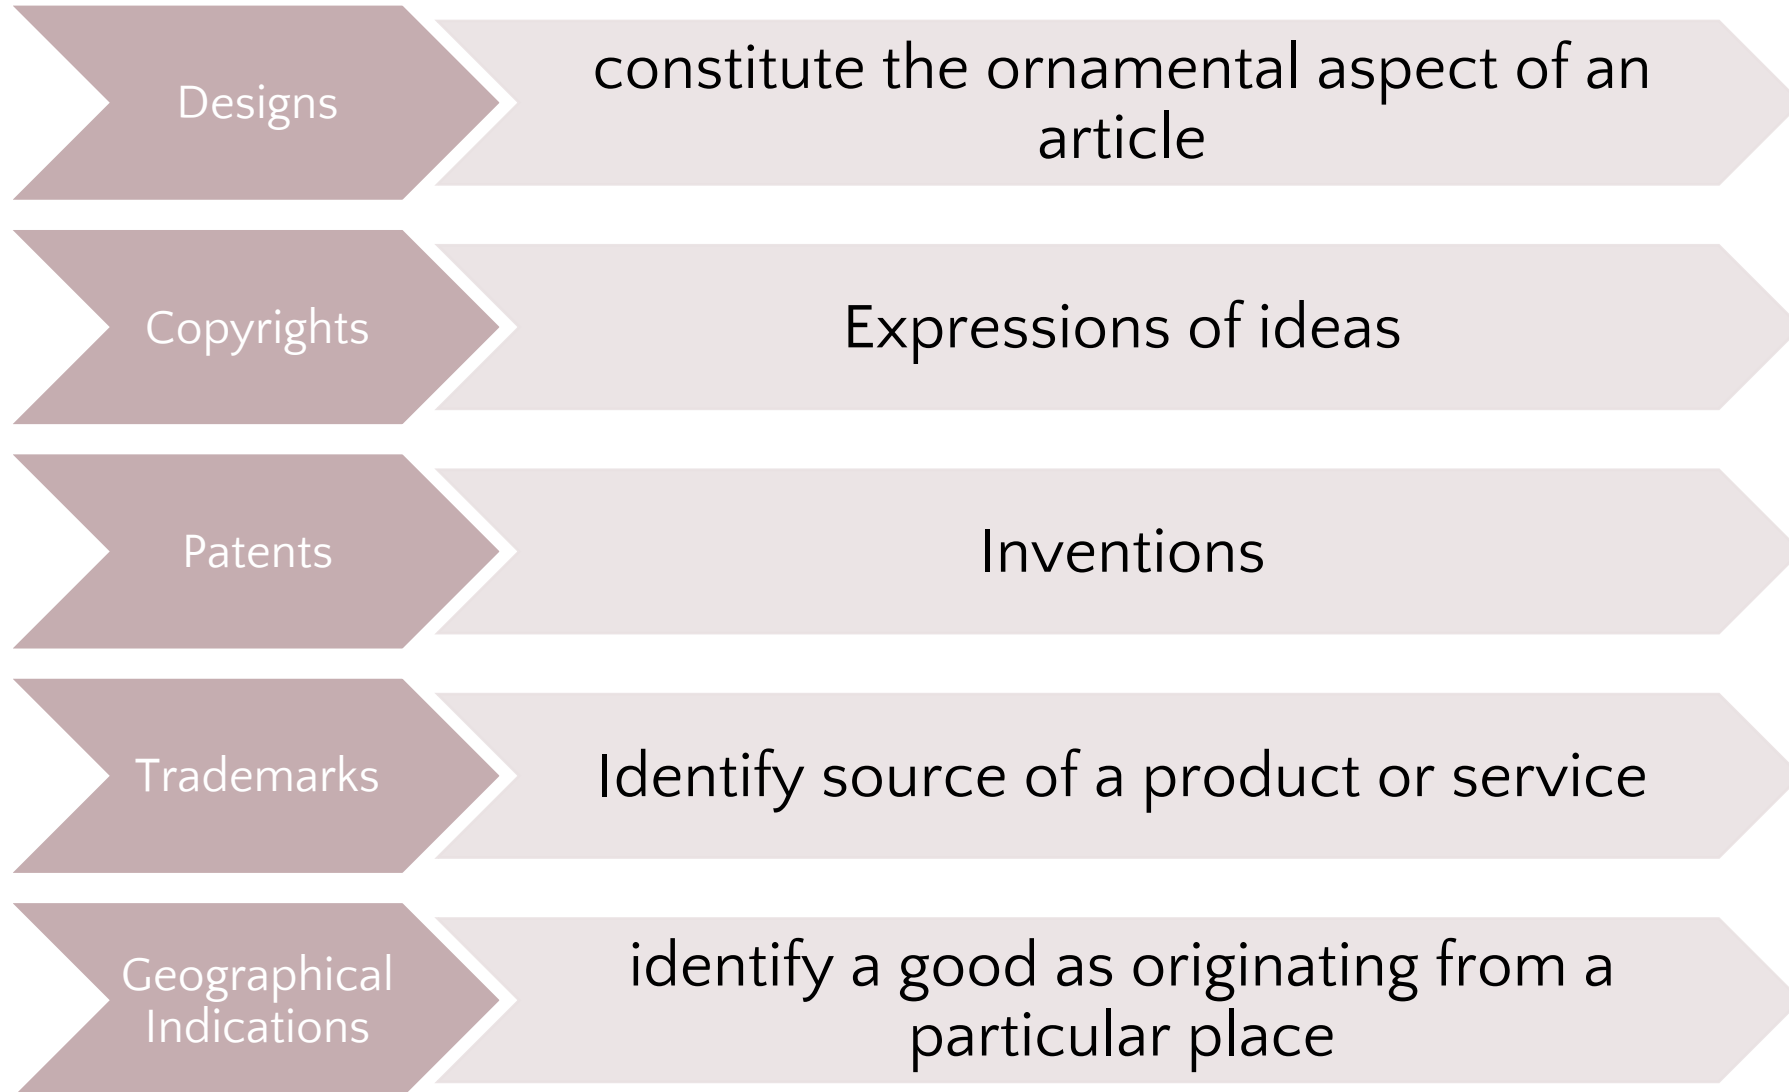 Designs
constitute the ornamental aspect of an
article
Copyrights
Expressions of ideas
Patents
Inventions
Trademarks
Identify source of a product or service
Geographical
Indications
identify a good as originating from a
particular place